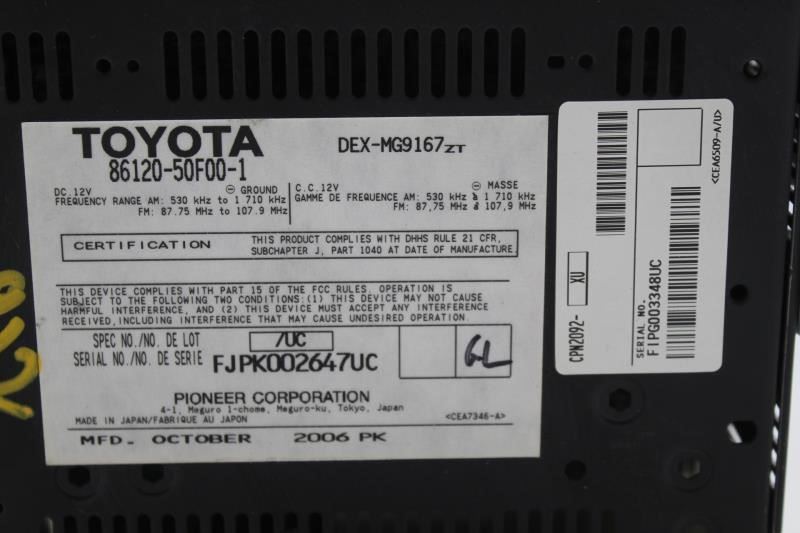 TOYOTA
86120-50F00-1
DEX-MG9167ZT
DC.12V ⊖ GROUND
FREQUENCY RANGE AM: 530 kHz to 1 710 kHz
FM: 87.75 MHz to 107.9 MHz
C.C.12V ⊖ MASSE
GAMME DE FREQUENCE AM: 530 kHz à 1 710 kHz
FM: 87,75 MHz à 107,9 MHz
CERTIFICATION
THIS PRODUCT COMPLIES WITH DHHS RULE 21 CFR,
SUBCHAPTER J, PART 1040 AT DATE OF MANUFACTURE.
THIS DEVICE COMPLIES WITH PART 15 OF THE FCC RULES. OPERATION IS
SUBJECT TO THE FOLLOWING TWO CONDITIONS:(1) THIS DEVICE MAY NOT CAUSE
HARMFUL INTERFERENCE, AND (2) THIS DEVICE MUST ACCEPT ANY INTERFERENCE
RECEIVED,INCLUDING INTERFERENCE THAT MAY CAUSE UNDESIRED OPERATION.
SPEC NO./NO. DE LOT /UC
SERIAL NO./NO. DE SERIE FJPK002647UC
GL
PIONEER CORPORATION
4-1, Meguro 1-chome, Meguro-ku, Tokyo, Japan
MADE IN JAPAN/FABRIQUE AU JAPON <CEA7346-A>
MFD. OCTOBER 2006 PK
CPN2092- XU
SERIAL NO.
FIPG003348UC
<CEA6509-A/U>